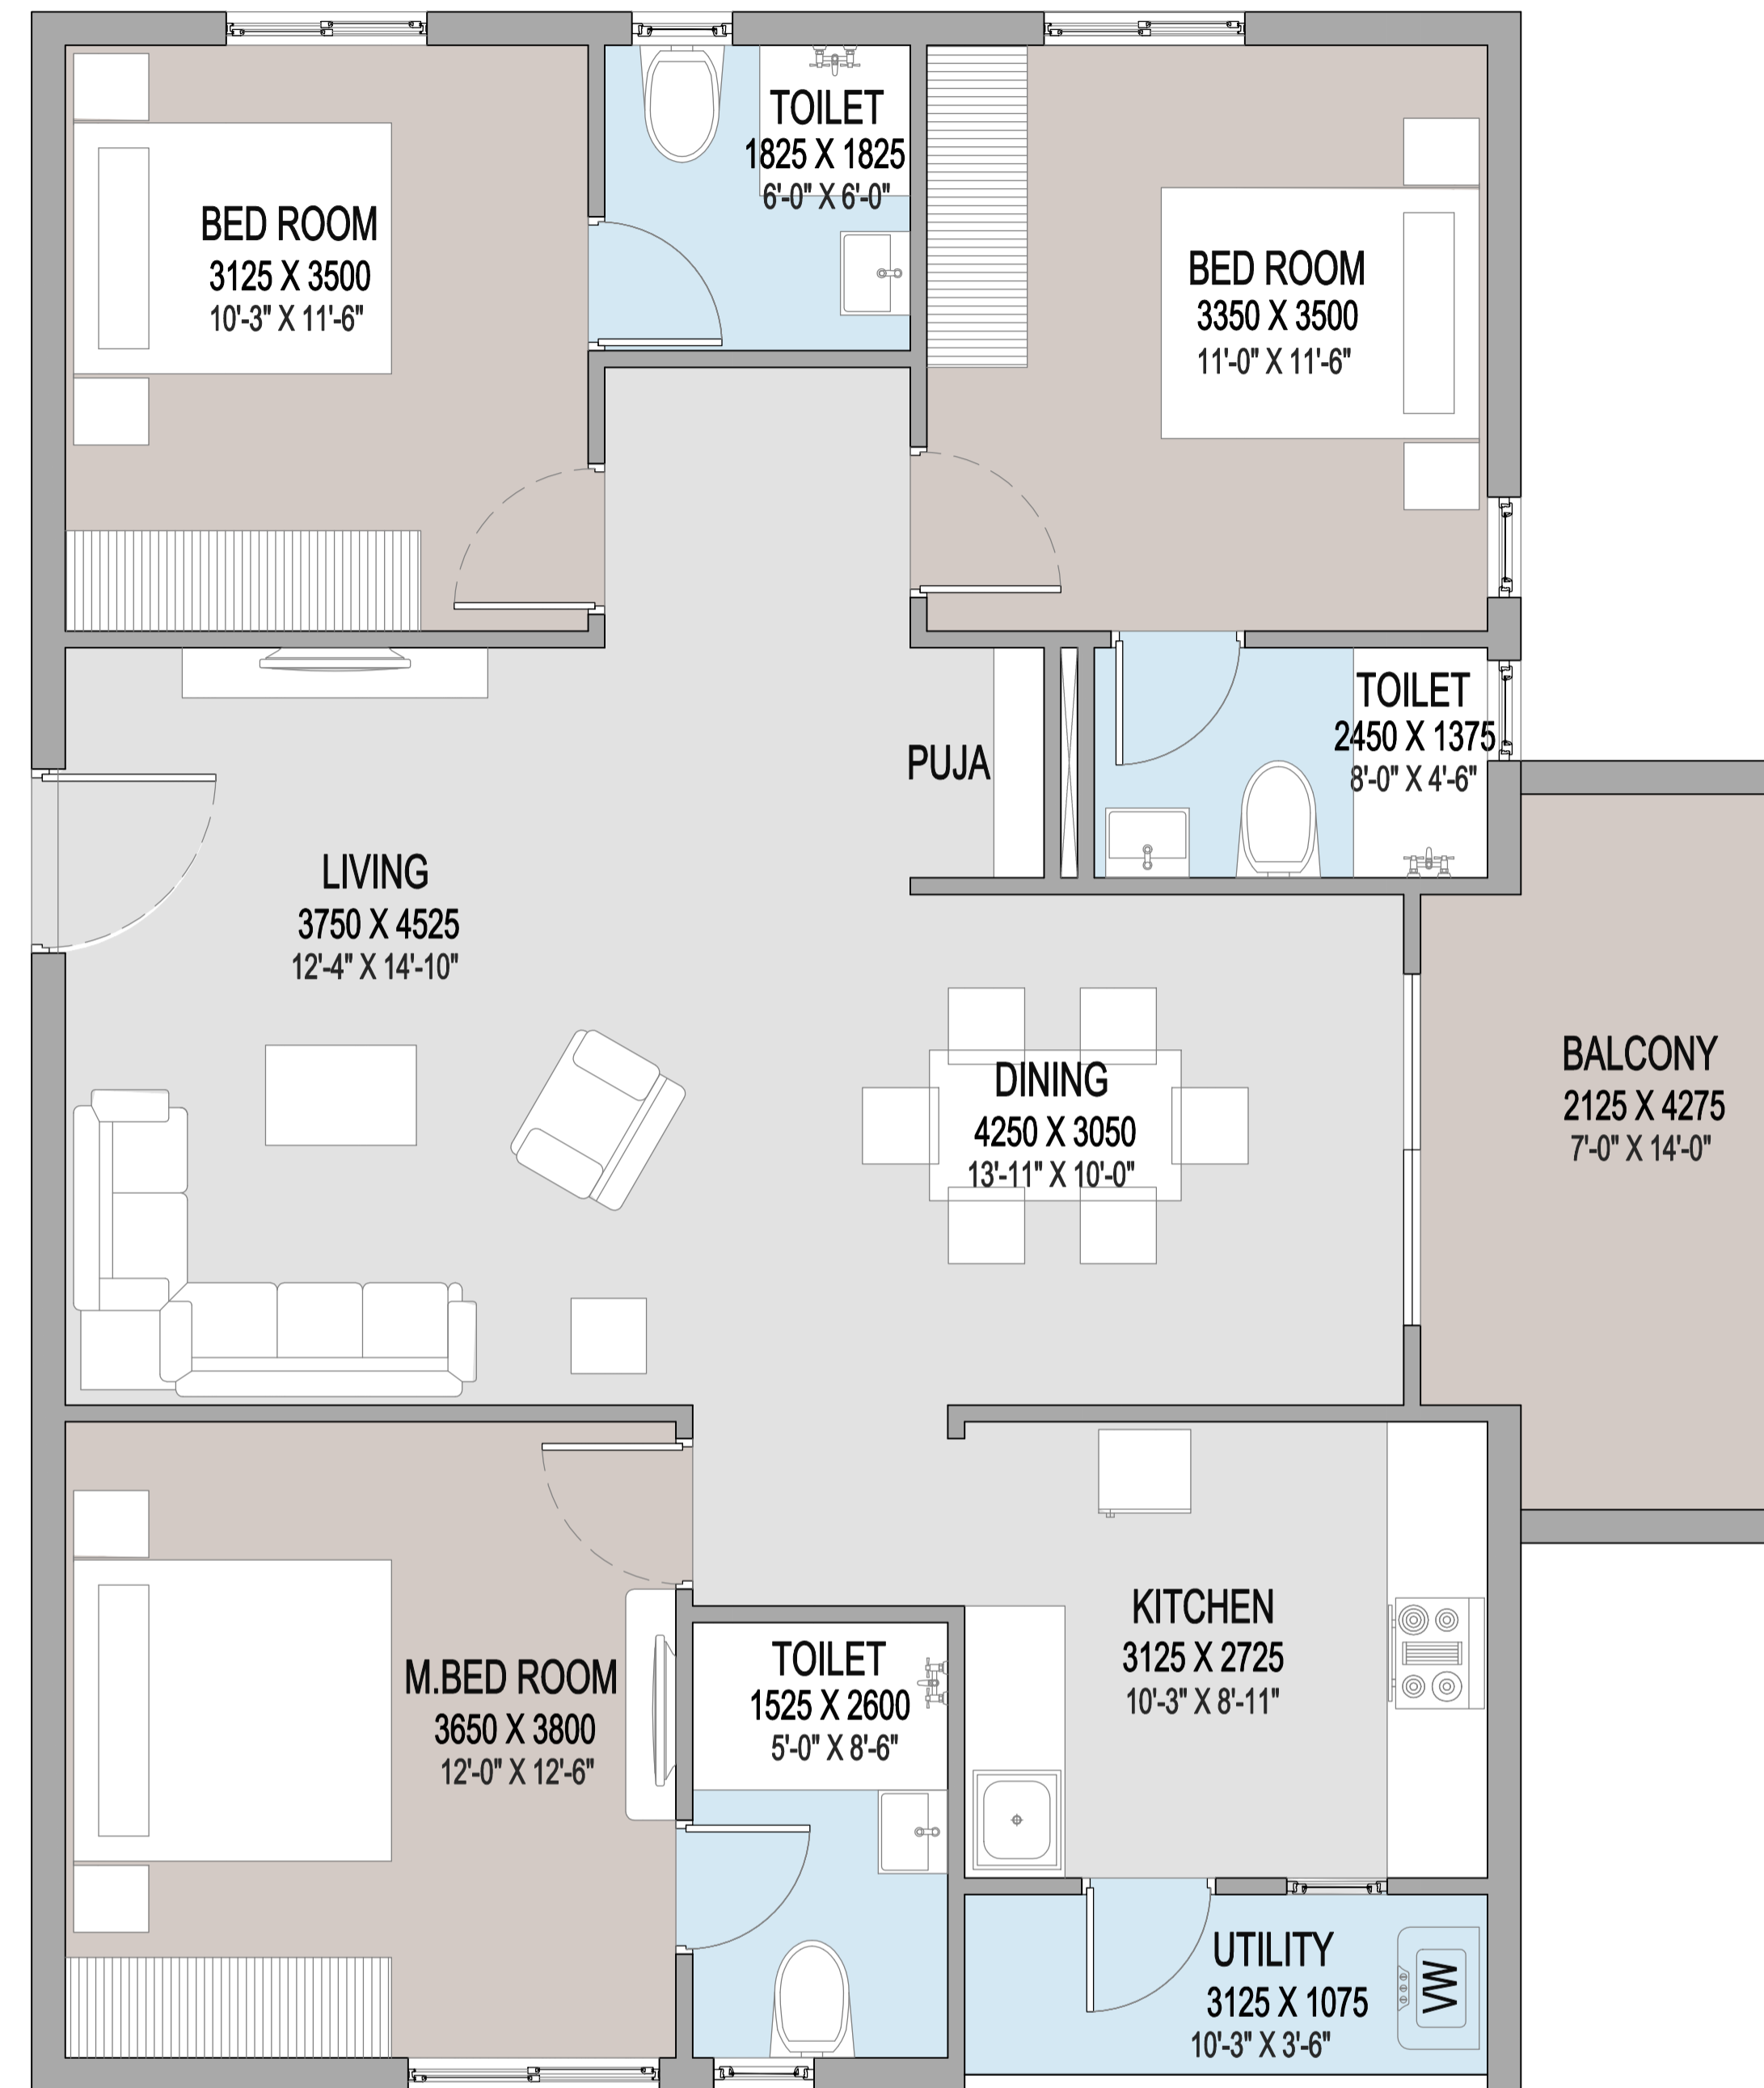 TOILET
1825 X 1825
6'-0" X 6'-0"
BED ROOM
3125 X 3500
10'-3" X 11'-6"
BED ROOM
3350 X 3500
11'-0" X 11'-6"
TOILET
2450 X 1375
8'-0" X 4'-6"
PUJA
LIVING
3750 X 4525
12'-4" X 14'-10"
DINING
4250 X 3050
13'-11" X 10'-0"
BALCONY
2125 X 4275
7'-0" X 14'-0"
KITCHEN
3125 X 2725
10'-3" X 8'-11"
TOILET
1525 X 2600
5'-0" X 8'-6"
M.BED ROOM
3650 X 3800
12'-0" X 12'-6"
UTILITY
3125 X 1075
10'-3" X 3'-6"
WM